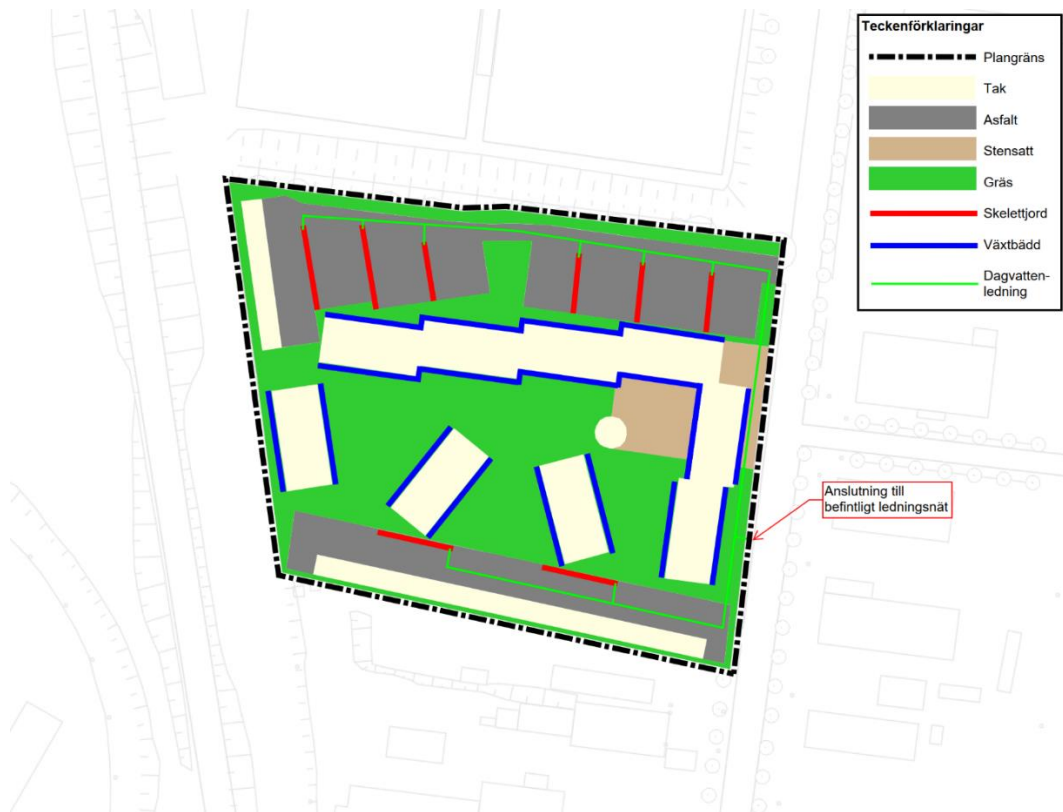 Teckenförklaringar
Plangräns
Tak
Asfalt
Stensatt
Gräs
Skelettjord
Växtbädd
Dagvatten-
ledning
Anslutning till
befintligt ledningsnät